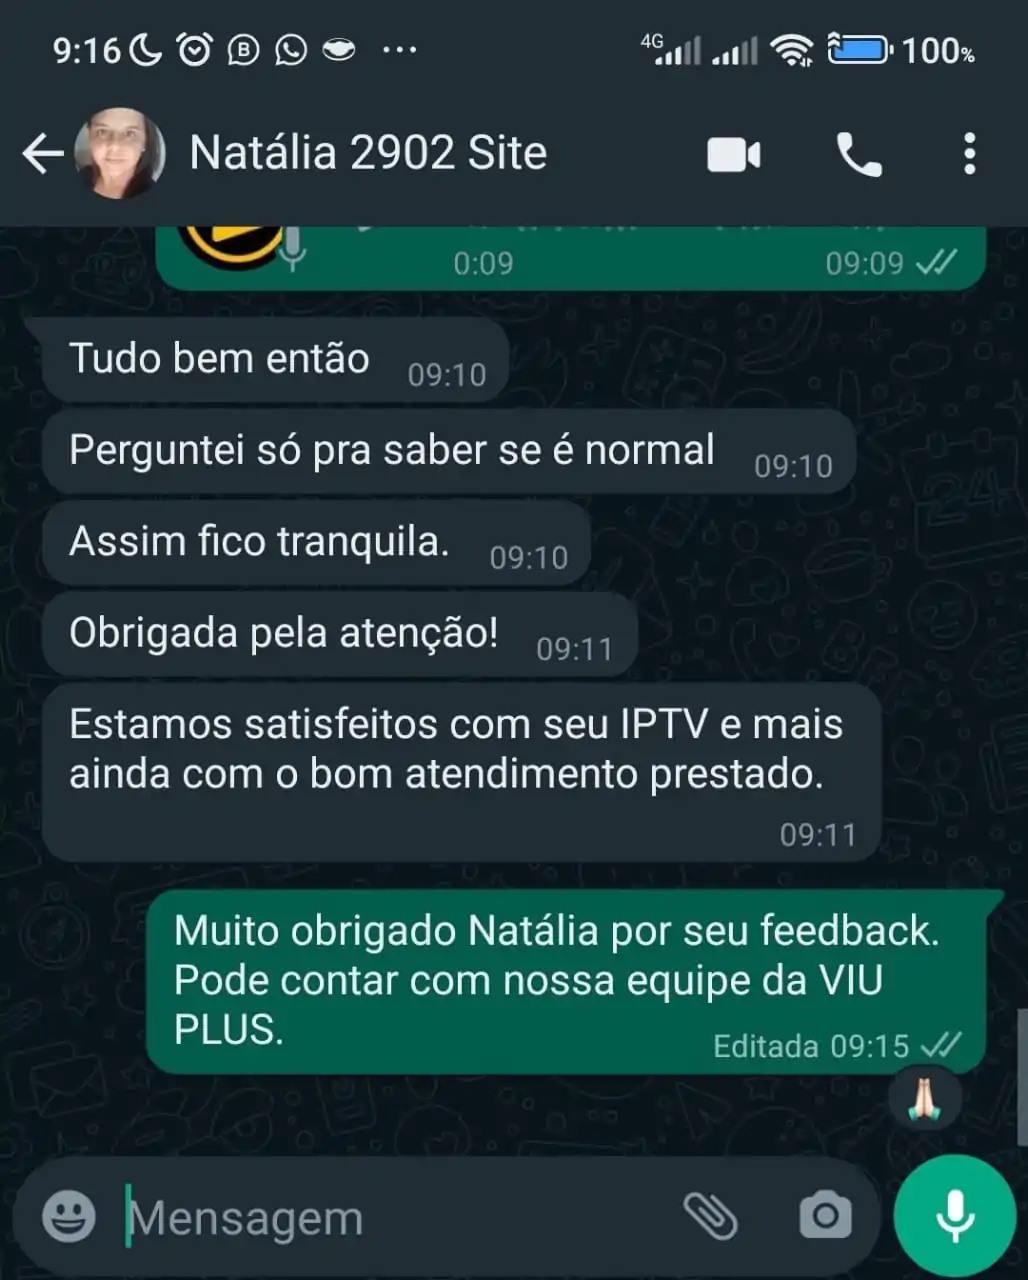 9:16
4G
100%
Natália 2902 Site
0:09
09:09
Tudo bem então
09:10
Perguntei só pra saber se é normal
09:10
Assim fico tranquila.
09:10
Obrigada pela atenção!
09:11
Estamos satisfeitos com seu IPTV e mais
ainda com o bom atendimento prestado.
09:11
Muito obrigado Natália por seu feedback.
Pode contar com nossa equipe da VIU
PLUS.
Editada 09:15
Mensagem